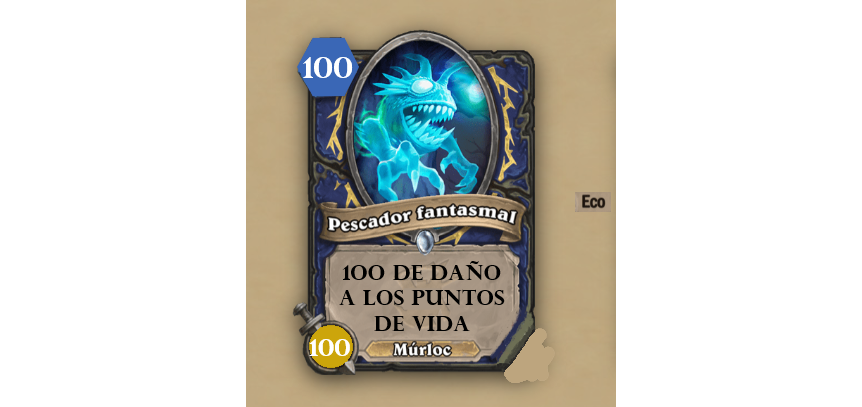 100
Eco
Pescador fantasmal
100 DE DAÑO
A LOS PUNTOS
DE VIDA
100
Múrloc